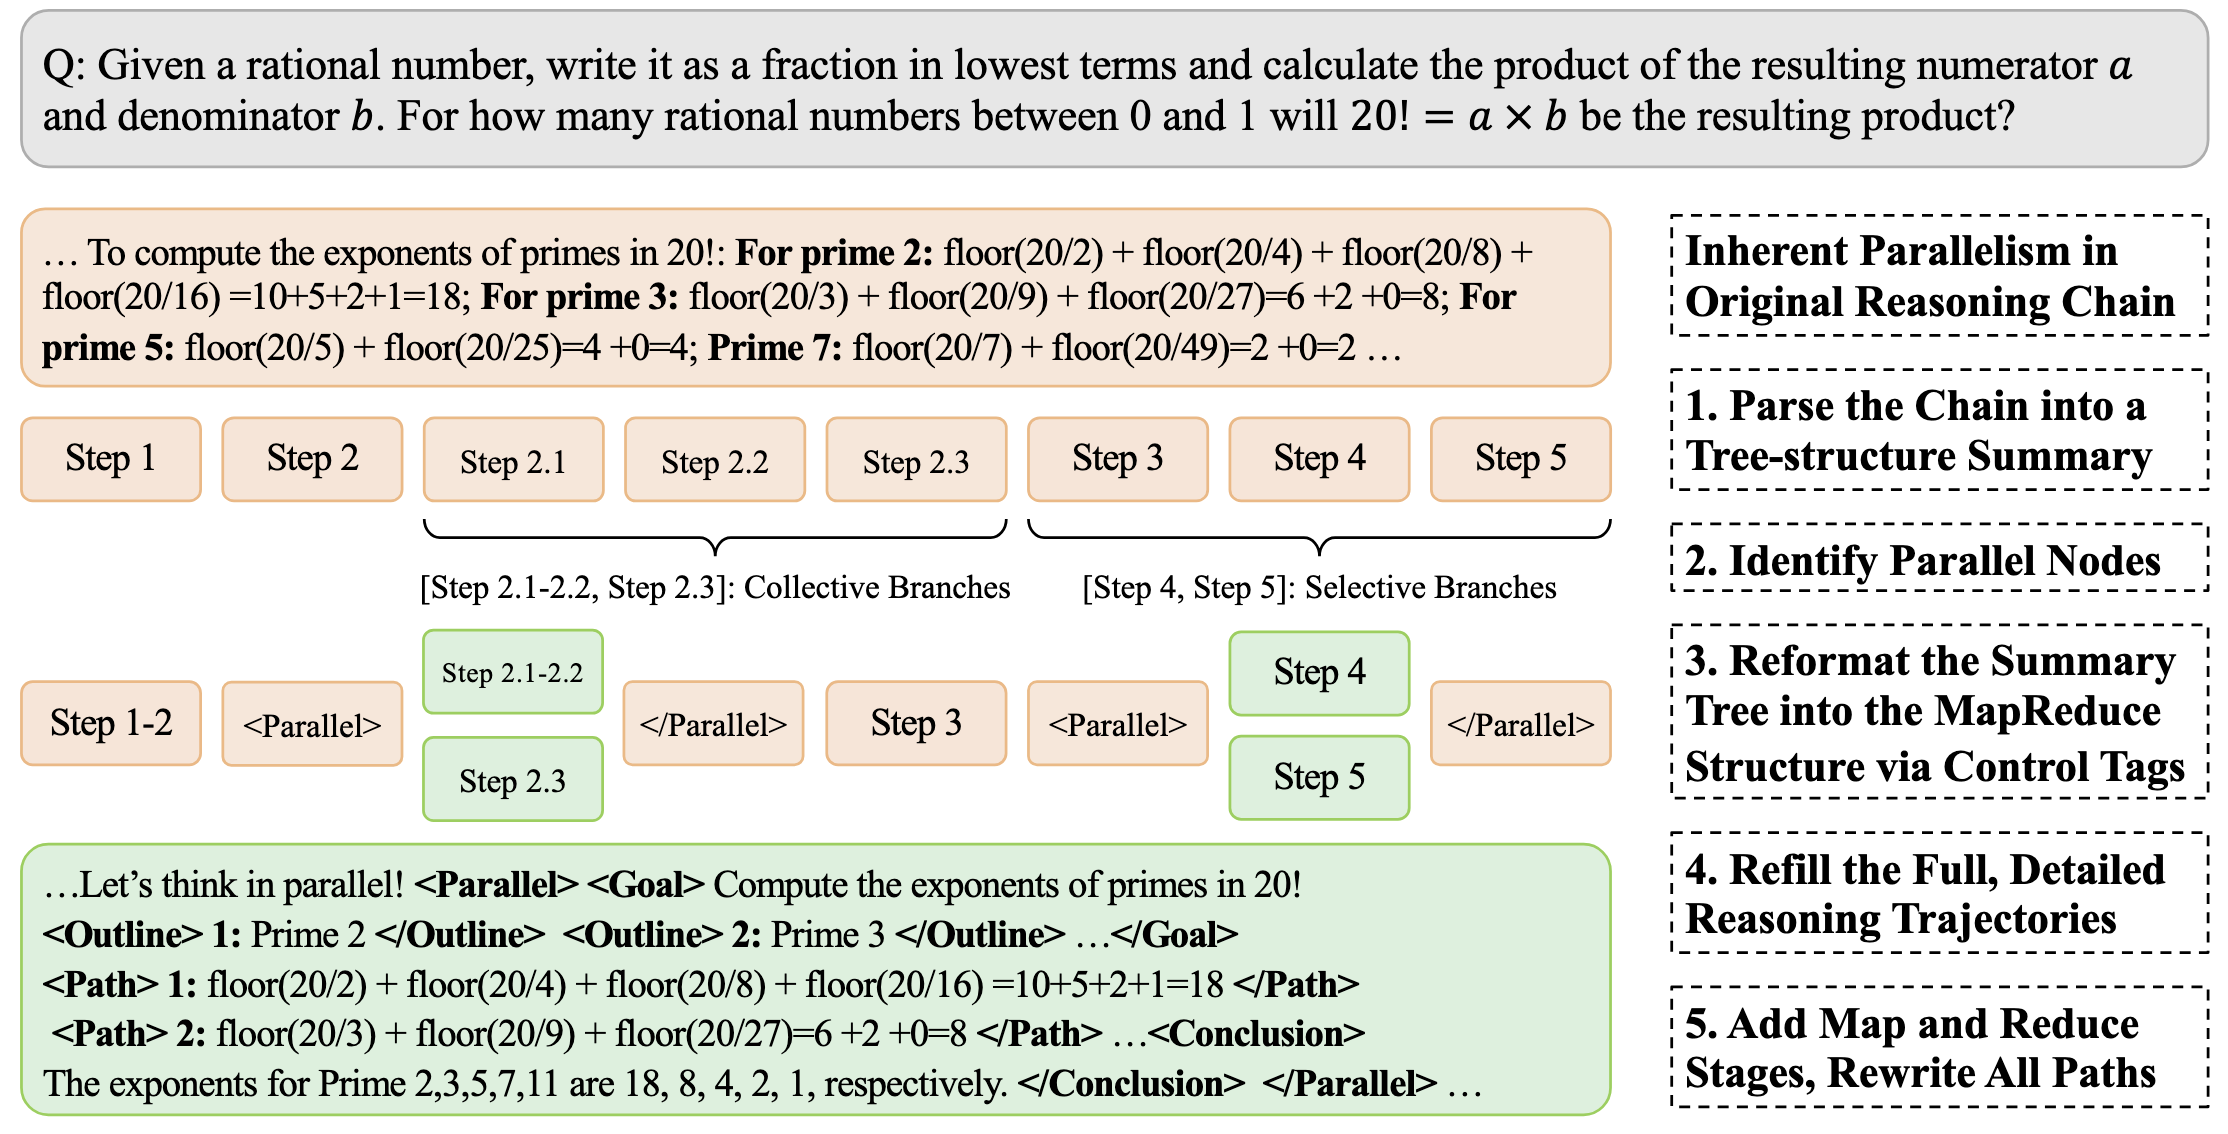 Q: Given a rational number, write it as a fraction in lowest terms and calculate the product of the resulting numerator a
and denominator b. For how many rational numbers between 0 and 1 will 20! = a × b be the resulting product?
… To compute the exponents of primes in 20!: For prime 2: floor(20/2) + floor(20/4) + floor(20/8) +
floor(20/16) =10+5+2+1=18; For prime 3: floor(20/3) + floor(20/9) + floor(20/27)=6 +2 +0=8; For
prime 5: floor(20/5) + floor(20/25)=4 +0=4; Prime 7: floor(20/7) + floor(20/49)=2 +0=2 …
Inherent Parallelism in
Original Reasoning Chain
Step 1
Step 2
Step 2.1
Step 2.2
Step 2.3
Step 3
Step 4
Step 5
1. Parse the Chain into a
Tree-structure Summary
[Step 2.1-2.2, Step 2.3]: Collective Branches
[Step 4, Step 5]: Selective Branches
2. Identify Parallel Nodes
Step 1-2
<Parallel>
Step 2.1-2.2
Step 2.3
</Parallel>
Step 3
<Parallel>
Step 4
Step 5
</Parallel>
3. Reformat the Summary
Tree into the MapReduce
Structure via Control Tags
…Let’s think in parallel! <Parallel> <Goal> Compute the exponents of primes in 20!
<Outline> 1: Prime 2 </Outline> <Outline> 2: Prime 3 </Outline> …</Goal>
<Path> 1: floor(20/2) + floor(20/4) + floor(20/8) + floor(20/16) =10+5+2+1=18 </Path>
<Path> 2: floor(20/3) + floor(20/9) + floor(20/27)=6 +2 +0=8 </Path> …<Conclusion>
The exponents for Prime 2,3,5,7,11 are 18, 8, 4, 2, 1, respectively. </Conclusion> </Parallel> …
4. Refill the Full, Detailed
Reasoning Trajectories
5. Add Map and Reduce
Stages, Rewrite All Paths